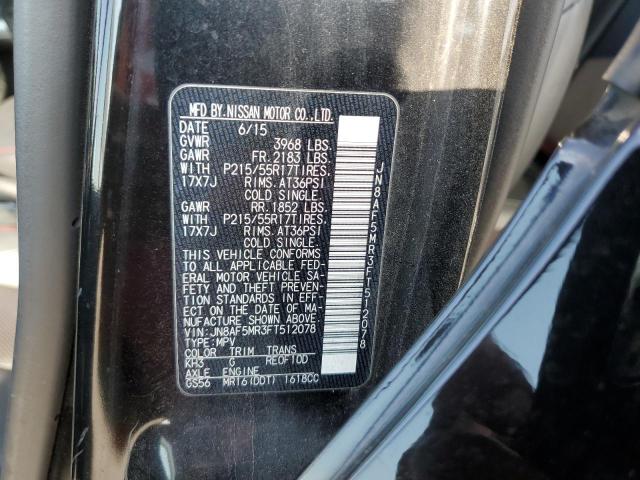 MFD BY.NISSAN MOTOR CO.,LTD.
DATE 6/15
GVWR 3968 LBS.
GAWR FR. 2183 LBS.
WITH P215/55R17TIRES.
17X7J RIMS.AT36PSI
COLD SINGLE.
GAWR RR. 1852 LBS.
WITH P215/55R17TIRES.
17X7J RIMS.AT36PSI
COLD SINGLE.
THIS VEHICLE CONFORMS
TO ALL APPLICABLE FED-
ERAL MOTOR VEHICLE SA-
FETY AND THEFT PREVEN-
TION STANDARDS IN EFF-
ECT ON THE DATE OF MA-
NUFACTURE SHOWN ABOVE.
VIN:JN8AF5MR3FT512078
TYPE:MPV
COLOR TRIM TRANS
KH3 G RE0F10D
AXLE ENGINE
GS56 MR16(DDT) 1618CC
JN8AF5MR3FT512078